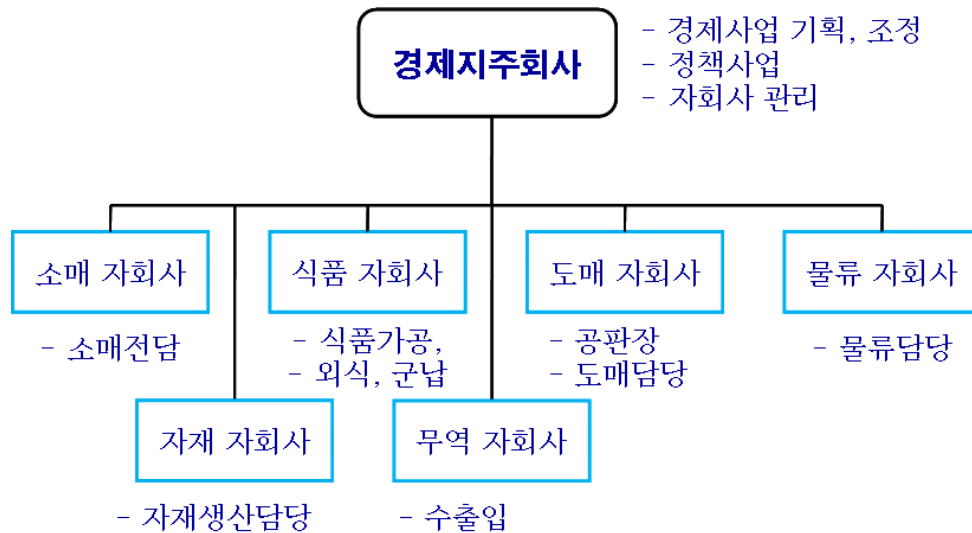 경제지주회사
- 경제사업 기획, 조정
- 정책사업
- 자회사 관리
소매 자회사
- 소매전담
식품 자회사
- 식품가공,
- 외식, 군납
도매 자회사
- 공판장
- 도매담당
물류 자회사
- 물류담당
자재 자회사
- 자재생산담당
무역 자회사
- 수출입